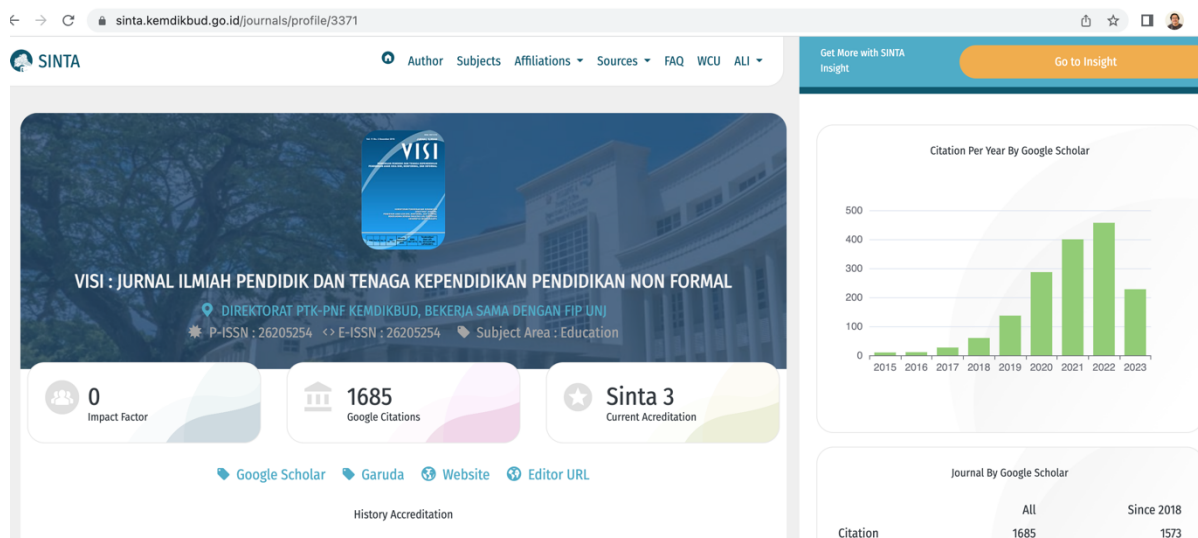 sinta.kemdikbud.go.id/journals/profile/3371
SINTA
Author Subjects Affiliations Sources FAQ WCU ALI
Get More with SINTA
Insight
Go to Insight
VISI
VISI : JURNAL ILMIAH PENDIDIK DAN TENAGA KEPENDIDIKAN PENDIDIKAN NON FORMAL
DIREKTORAT PTK-PNF KEMDIKBUD, BEKERJA SAMA DENGAN FIP UNJ
P-ISSN : 26205254 <> E-ISSN : 26205254 Subject Area : Education
0
Impact Factor
1685
Google Citations
Sinta 3
Current Acreditation
Google Scholar Garuda Website Editor URL
History Accreditation
Citation Per Year By Google Scholar
500
400
300
200
100
0
2015 2016 2017 2018 2019 2020 2021 2022 2023
Journal By Google Scholar
All Since 2018
Citation 1685 1573